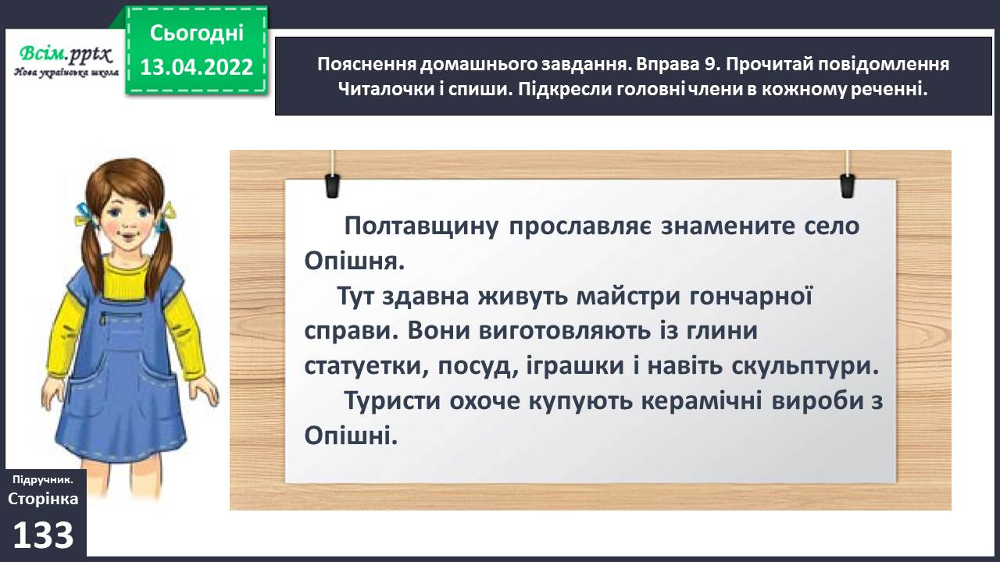 Всім.pptx
Нова українська школа
Сьогодні
13.04.2022
Пояснення домашнього завдання. Вправа 9. Прочитай повідомлення
Читалочки і спиши. Підкресли головні члени в кожному реченні.
Полтавщину прославляє знамените село
Опішня.
Тут здавна живуть майстри гончарної
справи. Вони виготовляють із глини
статуетки, посуд, іграшки і навіть скульптури.
Туристи охоче купують керамічні вироби з
Опішні.
Підручник.
Сторінка
133